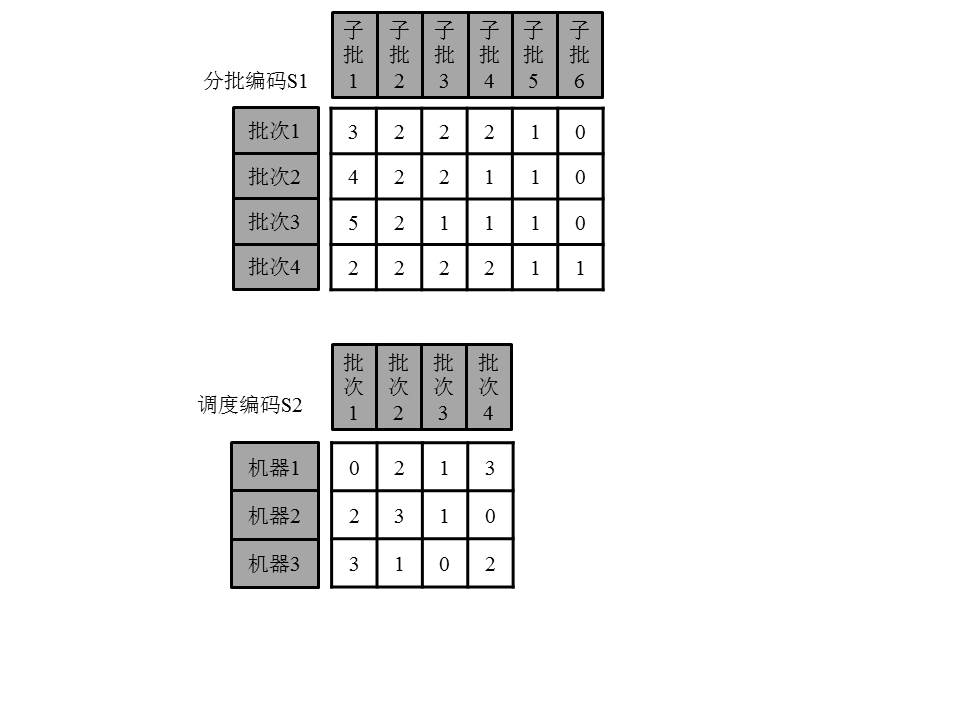 分批编码S1
子批1 子批2 子批3 子批4 子批5 子批6
批次1 3 2 2 2 1 0
批次2 4 2 2 1 1 0
批次3 5 2 1 1 1 0
批次4 2 2 2 2 1 1
调度编码S2
批次1 批次2 批次3 批次4
机器1 0 2 1 3
机器2 2 3 1 0
机器3 3 1 0 2